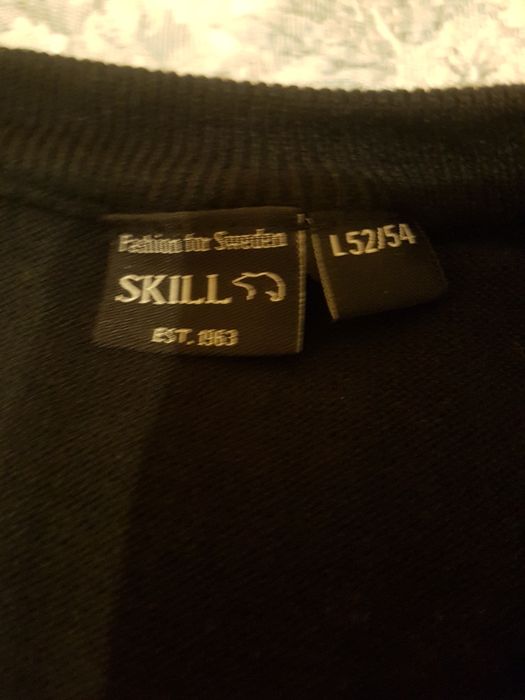 Fashion for Sweden
SKILL
EST. 1963
L 52/54